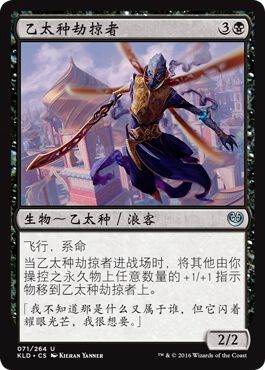 乙太种劫掠者 3
生物～乙太种／浪客
飞行，系命
当乙太种劫掠者进战场时，将其他由你
操控之永久物上任意数量的+1/+1指示
物移到乙太种劫掠者上。
「我不知道那是什么又属于谁，但它闪着
耀眼光芒，我很想要。」
2/2
071/264 U
KLD • CS KIERAN YANNER
™ & © 2016 Wizards of the Coast